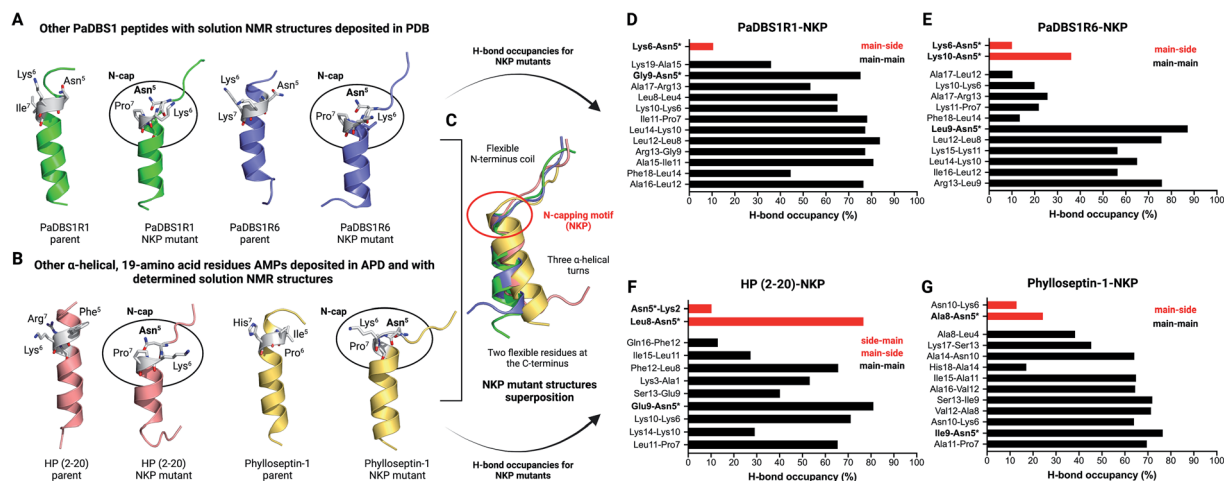 A
Other PaDBS1 peptides with solution NMR structures deposited in PDB
Lys6
Asn5
Ile7
N-cap
Asn5
Pro7
Lys6
Lys6
Asn5
Lys7
N-cap
Asn5
Pro7
Lys6
PaDBS1R1
parent
PaDBS1R1
NKP mutant
PaDBS1R6
parent
PaDBS1R6
NKP mutant
B
Other α-helical, 19-amino acid residues AMPs deposited in APD and with
determined solution NMR structures
Arg7
Phe5
Lys6
N-cap
Asn5
Pro7
Lys6
His7
Ile5
Pro6
N-cap
Lys6
Asn5
Pro7
HP (2-20)
parent
HP (2-20)
NKP mutant
Phylloseptin-1
parent
Phylloseptin-1
NKP mutant
H-bond occupancies for
NKP mutants
C
Flexible
N-terminus coil
N-capping motif
(NKP)
Three α-helical
turns
Two flexible residues at
the C-terminus
NKP mutant structures
superposition
H-bond occupancies for
NKP mutants
D
PaDBS1R1-NKP
main-side
main-main
Lys6-Asn5*
Lys19-Ala15
Gly9-Asn5*
Ala17-Arg13
Leu8-Leu4
Lys10-Lys6
Ile11-Pro7
Leu14-Lys10
Leu12-Leu8
Arg13-Gly9
Ala15-Ile11
Phe18-Leu14
Ala16-Leu12
0 10 20 30 40 50 60 70 80 90 100
H-bond occupancy (%)
E
PaDBS1R6-NKP
main-side
main-main
Lys6-Asn5*
Lys10-Asn5*
Ala17-Leu12
Lys10-Lys6
Ala17-Arg13
Lys11-Pro7
Phe18-Leu14
Leu9-Asn5*
Leu12-Leu8
Lys15-Lys11
Leu14-Lys10
Ile16-Leu12
Arg13-Leu9
0 10 20 30 40 50 60 70 80 90 100
H-bond occupancy (%)
F
HP (2-20)-NKP
side-main
main-side
main-main
Asn5*-Lys2
Leu8-Asn5*
Gln16-Phe12
Ile15-Leu11
Phe12-Leu8
Lys3-Ala1
Ser13-Glu9
Glu9-Asn5*
Lys10-Lys6
Lys14-Lys10
Leu11-Pro7
0 10 20 30 40 50 60 70 80 90 100
H-bond occupancy (%)
G
Phylloseptin-1-NKP
main-side
main-main
Asn10-Lys6
Ala8-Asn5*
Ala8-Leu4
Lys17-Ser13
Ala14-Asn10
His18-Ala14
Ile15-Ala11
Ala16-Val12
Ser13-Ile9
Val12-Ala8
Asn10-Lys6
Ile9-Asn5*
Ala11-Pro7
0 10 20 30 40 50 60 70 80 90 100
H-bond occupancy (%)